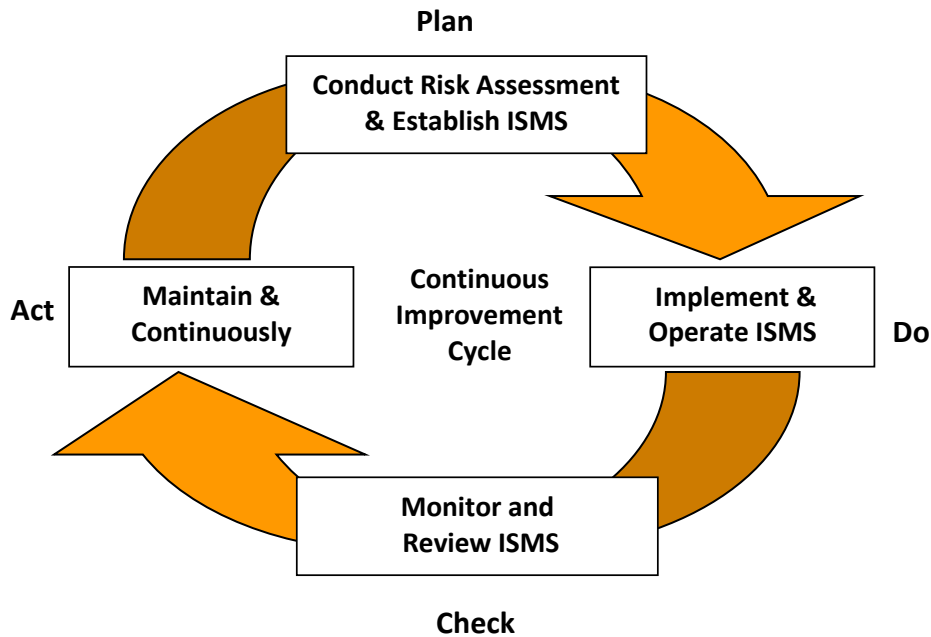 Plan
Conduct Risk Assessment
& Establish ISMS
Act
Maintain &
Continuously
Continuous
Improvement
Cycle
Implement &
Operate ISMS
Do
Monitor and
Review ISMS
Check